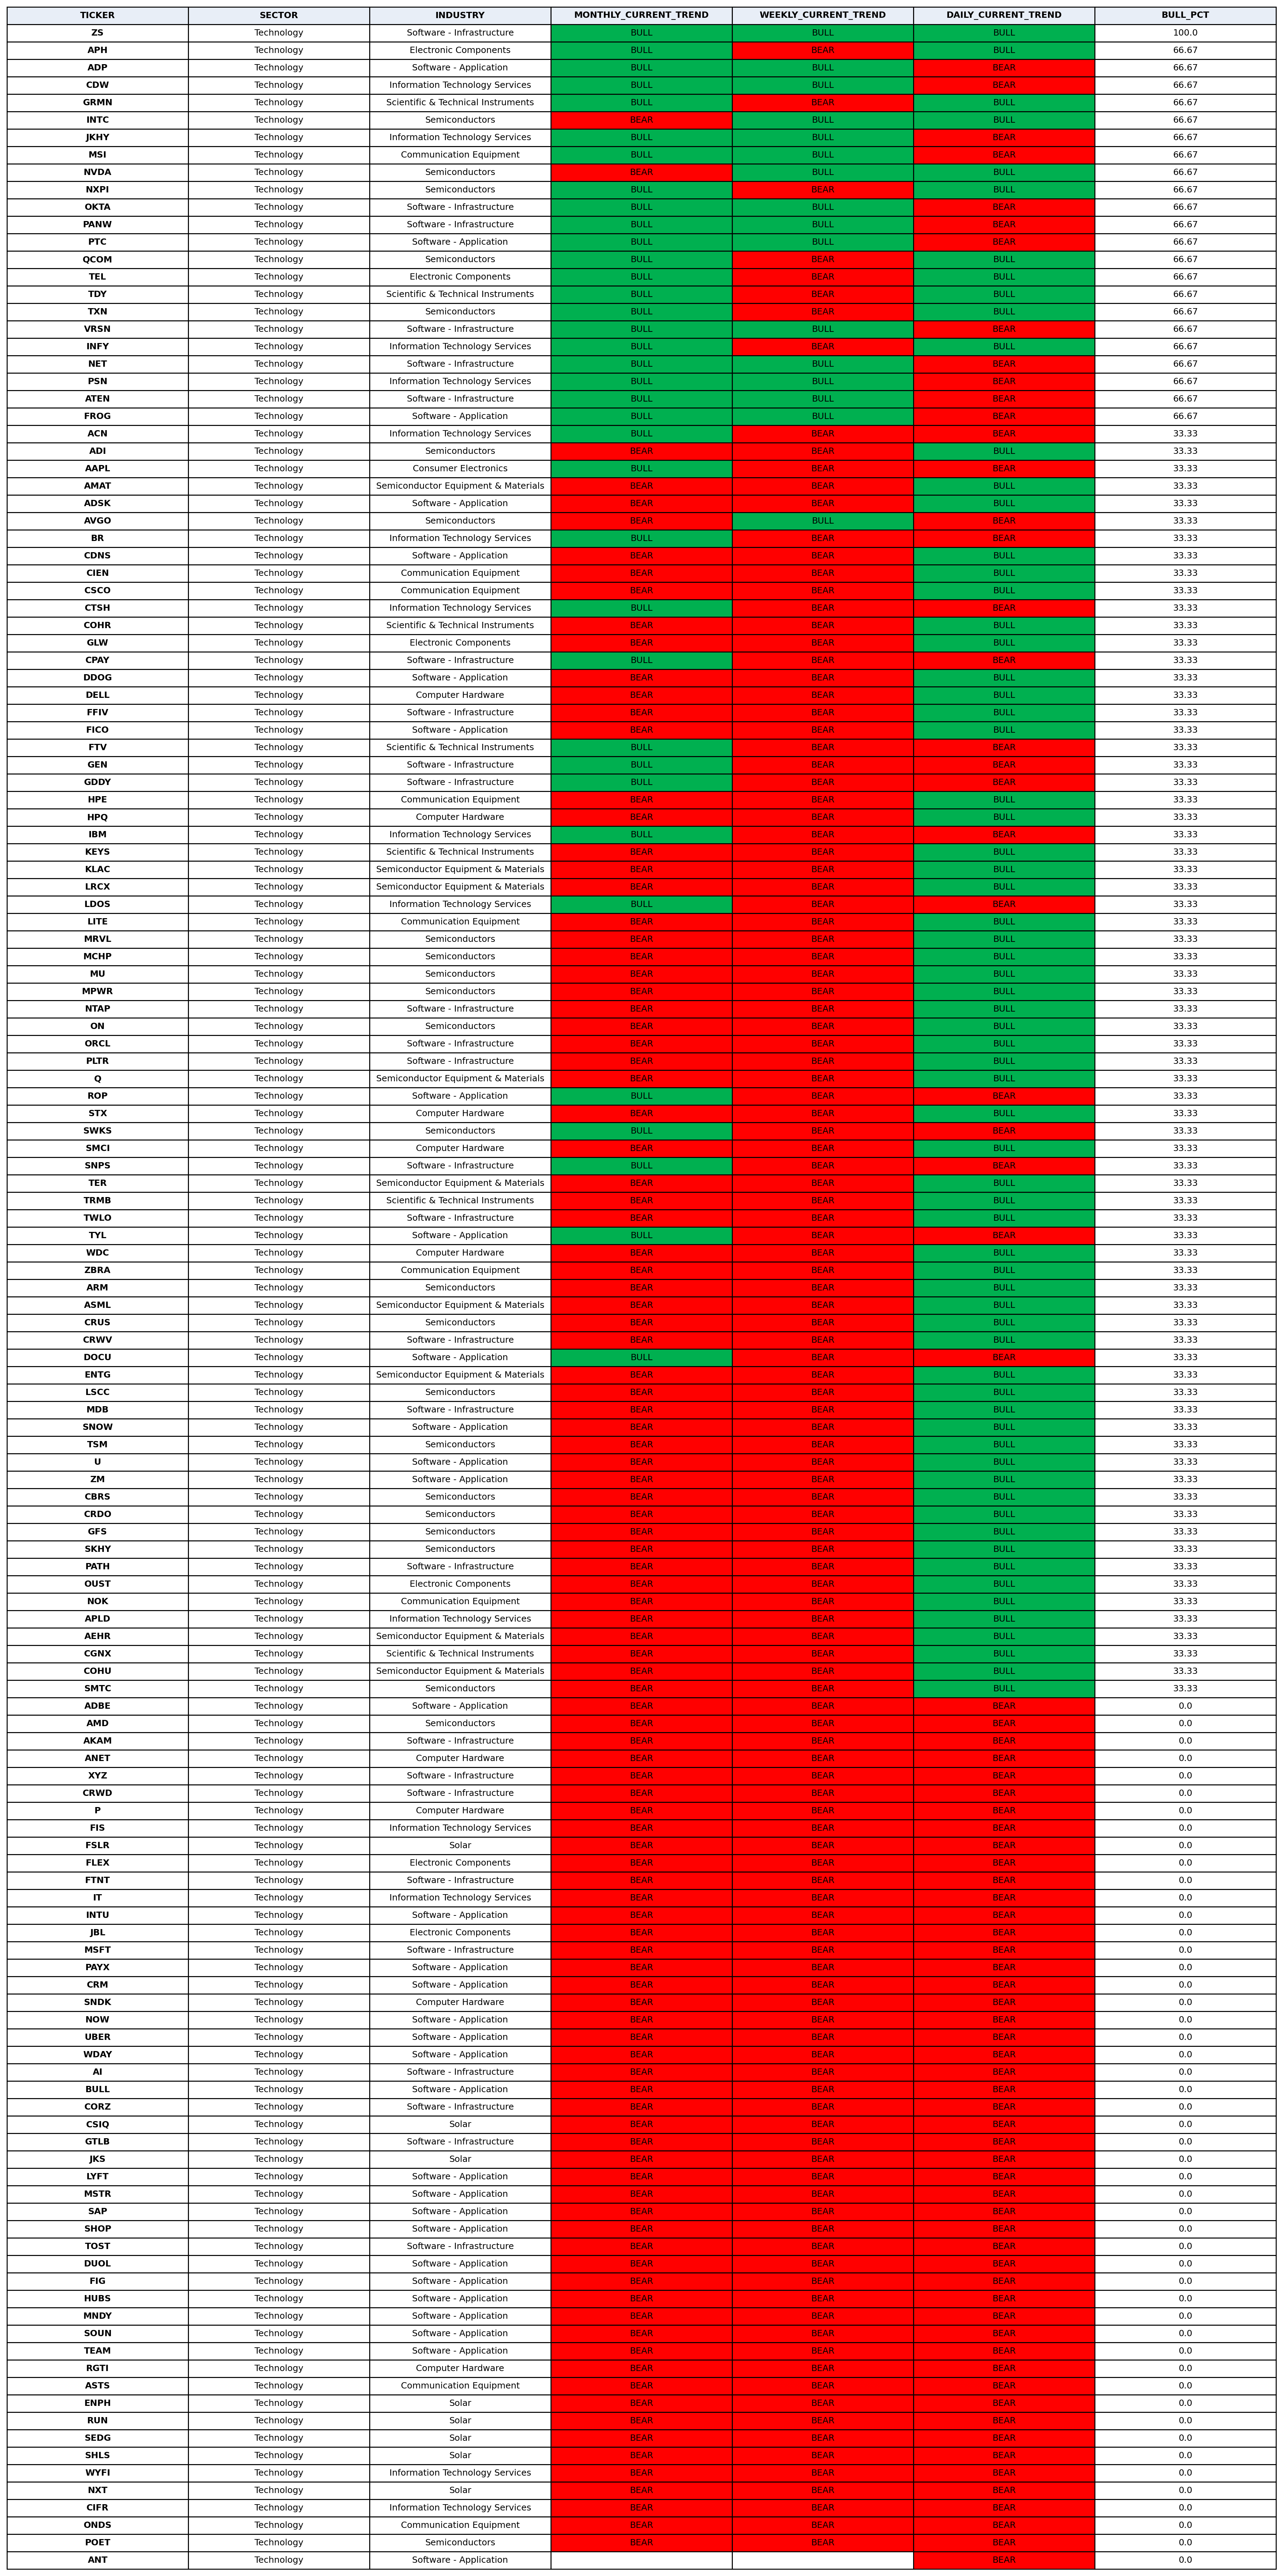 TICKER SECTOR INDUSTRY MONTHLY_CURRENT_TREND WEEKLY_CURRENT_TREND DAILY_CURRENT_TREND BULL_PCT
ZS Technology Software - Infrastructure BULL BULL BULL 100.0
APH Technology Electronic Components BULL BEAR BULL 66.67
ADP Technology Software - Application BULL BULL BEAR 66.67
CDW Technology Information Technology Services BULL BULL BEAR 66.67
GRMN Technology Scientific & Technical Instruments BULL BEAR BULL 66.67
INTC Technology Semiconductors BEAR BULL BULL 66.67
JKHY Technology Information Technology Services BULL BULL BEAR 66.67
MSI Technology Communication Equipment BULL BULL BEAR 66.67
NVDA Technology Semiconductors BEAR BULL BULL 66.67
NXPI Technology Semiconductors BULL BEAR BULL 66.67
OKTA Technology Software - Infrastructure BULL BULL BEAR 66.67
PANW Technology Software - Infrastructure BULL BULL BEAR 66.67
PTC Technology Software - Application BULL BULL BEAR 66.67
QCOM Technology Semiconductors BULL BEAR BULL 66.67
TEL Technology Electronic Components BULL BEAR BULL 66.67
TDY Technology Scientific & Technical Instruments BULL BEAR BULL 66.67
TXN Technology Semiconductors BULL BEAR BULL 66.67
VRSN Technology Software - Infrastructure BULL BULL BEAR 66.67
INFY Technology Information Technology Services BULL BEAR BULL 66.67
NET Technology Software - Infrastructure BULL BULL BEAR 66.67
PSN Technology Information Technology Services BULL BULL BEAR 66.67
ATEN Technology Software - Infrastructure BULL BULL BEAR 66.67
FROG Technology Software - Application BULL BULL BEAR 66.67
ACN Technology Information Technology Services BULL BEAR BEAR 33.33
ADI Technology Semiconductors BEAR BEAR BULL 33.33
AAPL Technology Consumer Electronics BULL BEAR BEAR 33.33
AMAT Technology Semiconductor Equipment & Materials BEAR BEAR BULL 33.33
ADSK Technology Software - Application BEAR BEAR BULL 33.33
AVGO Technology Semiconductors BEAR BULL BEAR 33.33
BR Technology Information Technology Services BULL BEAR BEAR 33.33
CDNS Technology Software - Application BEAR BEAR BULL 33.33
CIEN Technology Communication Equipment BEAR BEAR BULL 33.33
CSCO Technology Communication Equipment BEAR BEAR BULL 33.33
CTSH Technology Information Technology Services BULL BEAR BEAR 33.33
COHR Technology Scientific & Technical Instruments BEAR BEAR BULL 33.33
GLW Technology Electronic Components BEAR BEAR BULL 33.33
CPAY Technology Software - Infrastructure BULL BEAR BEAR 33.33
DDOG Technology Software - Application BEAR BEAR BULL 33.33
DELL Technology Computer Hardware BEAR BEAR BULL 33.33
FFIV Technology Software - Infrastructure BEAR BEAR BULL 33.33
FICO Technology Software - Application BEAR BEAR BULL 33.33
FTV Technology Scientific & Technical Instruments BULL BEAR BEAR 33.33
GEN Technology Software - Infrastructure BULL BEAR BEAR 33.33
GDDY Technology Software - Infrastructure BULL BEAR BEAR 33.33
HPE Technology Communication Equipment BEAR BEAR BULL 33.33
HPQ Technology Computer Hardware BEAR BEAR BULL 33.33
IBM Technology Information Technology Services BULL BEAR BEAR 33.33
KEYS Technology Scientific & Technical Instruments BEAR BEAR BULL 33.33
KLAC Technology Semiconductor Equipment & Materials BEAR BEAR BULL 33.33
LRCX Technology Semiconductor Equipment & Materials BEAR BEAR BULL 33.33
LDOS Technology Information Technology Services BULL BEAR BEAR 33.33
LITE Technology Communication Equipment BEAR BEAR BULL 33.33
MRVL Technology Semiconductors BEAR BEAR BULL 33.33
MCHP Technology Semiconductors BEAR BEAR BULL 33.33
MU Technology Semiconductors BEAR BEAR BULL 33.33
MPWR Technology Semiconductors BEAR BEAR BULL 33.33
NTAP Technology Software - Infrastructure BEAR BEAR BULL 33.33
ON Technology Semiconductors BEAR BEAR BULL 33.33
ORCL Technology Software - Infrastructure BEAR BEAR BULL 33.33
PLTR Technology Software - Infrastructure BEAR BEAR BULL 33.33
Q Technology Semiconductor Equipment & Materials BEAR BEAR BULL 33.33
ROP Technology Software - Application BULL BEAR BEAR 33.33
STX Technology Computer Hardware BEAR BEAR BULL 33.33
SWKS Technology Semiconductors BULL BEAR BEAR 33.33
SMCI Technology Computer Hardware BEAR BEAR BULL 33.33
SNPS Technology Software - Infrastructure BULL BEAR BEAR 33.33
TER Technology Semiconductor Equipment & Materials BEAR BEAR BULL 33.33
TRMB Technology Scientific & Technical Instruments BEAR BEAR BULL 33.33
TWLO Technology Software - Infrastructure BEAR BEAR BULL 33.33
TYL Technology Software - Application BULL BEAR BEAR 33.33
WDC Technology Computer Hardware BEAR BEAR BULL 33.33
ZBRA Technology Communication Equipment BEAR BEAR BULL 33.33
ARM Technology Semiconductors BEAR BEAR BULL 33.33
ASML Technology Semiconductor Equipment & Materials BEAR BEAR BULL 33.33
CRUS Technology Semiconductors BEAR BEAR BULL 33.33
CRWV Technology Software - Infrastructure BEAR BEAR BULL 33.33
DOCU Technology Software - Application BULL BEAR BEAR 33.33
ENTG Technology Semiconductor Equipment & Materials BEAR BEAR BULL 33.33
LSCC Technology Semiconductors BEAR BEAR BULL 33.33
MDB Technology Software - Infrastructure BEAR BEAR BULL 33.33
SNOW Technology Software - Application BEAR BEAR BULL 33.33
TSM Technology Semiconductors BEAR BEAR BULL 33.33
U Technology Software - Application BEAR BEAR BULL 33.33
ZM Technology Software - Application BEAR BEAR BULL 33.33
CBRS Technology Semiconductors BEAR BEAR BULL 33.33
CRDO Technology Semiconductors BEAR BEAR BULL 33.33
GFS Technology Semiconductors BEAR BEAR BULL 33.33
SKHY Technology Semiconductors BEAR BEAR BULL 33.33
PATH Technology Software - Infrastructure BEAR BEAR BULL 33.33
OUST Technology Electronic Components BEAR BEAR BULL 33.33
NOK Technology Communication Equipment BEAR BEAR BULL 33.33
APLD Technology Information Technology Services BEAR BEAR BULL 33.33
AEHR Technology Semiconductor Equipment & Materials BEAR BEAR BULL 33.33
CGNX Technology Scientific & Technical Instruments BEAR BEAR BULL 33.33
COHU Technology Semiconductor Equipment & Materials BEAR BEAR BULL 33.33
SMTC Technology Semiconductors BEAR BEAR BULL 33.33
ADBE Technology Software - Application BEAR BEAR BEAR 0.0
AMD Technology Semiconductors BEAR BEAR BEAR 0.0
AKAM Technology Software - Infrastructure BEAR BEAR BEAR 0.0
ANET Technology Computer Hardware BEAR BEAR BEAR 0.0
XYZ Technology Software - Infrastructure BEAR BEAR BEAR 0.0
CRWD Technology Software - Infrastructure BEAR BEAR BEAR 0.0
P Technology Computer Hardware BEAR BEAR BEAR 0.0
FIS Technology Information Technology Services BEAR BEAR BEAR 0.0
FSLR Technology Solar BEAR BEAR BEAR 0.0
FLEX Technology Electronic Components BEAR BEAR BEAR 0.0
FTNT Technology Software - Infrastructure BEAR BEAR BEAR 0.0
IT Technology Information Technology Services BEAR BEAR BEAR 0.0
INTU Technology Software - Application BEAR BEAR BEAR 0.0
JBL Technology Electronic Components BEAR BEAR BEAR 0.0
MSFT Technology Software - Infrastructure BEAR BEAR BEAR 0.0
PAYX Technology Software - Application BEAR BEAR BEAR 0.0
CRM Technology Software - Application BEAR BEAR BEAR 0.0
SNDK Technology Computer Hardware BEAR BEAR BEAR 0.0
NOW Technology Software - Application BEAR BEAR BEAR 0.0
UBER Technology Software - Application BEAR BEAR BEAR 0.0
WDAY Technology Software - Application BEAR BEAR BEAR 0.0
AI Technology Software - Infrastructure BEAR BEAR BEAR 0.0
BULL Technology Software - Application BEAR BEAR BEAR 0.0
CORZ Technology Software - Infrastructure BEAR BEAR BEAR 0.0
CSIQ Technology Solar BEAR BEAR BEAR 0.0
GTLB Technology Software - Infrastructure BEAR BEAR BEAR 0.0
JKS Technology Solar BEAR BEAR BEAR 0.0
LYFT Technology Software - Application BEAR BEAR BEAR 0.0
MSTR Technology Software - Application BEAR BEAR BEAR 0.0
SAP Technology Software - Application BEAR BEAR BEAR 0.0
SHOP Technology Software - Application BEAR BEAR BEAR 0.0
TOST Technology Software - Infrastructure BEAR BEAR BEAR 0.0
DUOL Technology Software - Application BEAR BEAR BEAR 0.0
FIG Technology Software - Application BEAR BEAR BEAR 0.0
HUBS Technology Software - Application BEAR BEAR BEAR 0.0
MNDY Technology Software - Application BEAR BEAR BEAR 0.0
SOUN Technology Software - Application BEAR BEAR BEAR 0.0
TEAM Technology Software - Application BEAR BEAR BEAR 0.0
RGTI Technology Computer Hardware BEAR BEAR BEAR 0.0
ASTS Technology Communication Equipment BEAR BEAR BEAR 0.0
ENPH Technology Solar BEAR BEAR BEAR 0.0
RUN Technology Solar BEAR BEAR BEAR 0.0
SEDG Technology Solar BEAR BEAR BEAR 0.0
SHLS Technology Solar BEAR BEAR BEAR 0.0
WYFI Technology Information Technology Services BEAR BEAR BEAR 0.0
NXT Technology Solar BEAR BEAR BEAR 0.0
CIFR Technology Information Technology Services BEAR BEAR BEAR 0.0
ONDS Technology Communication Equipment BEAR BEAR BEAR 0.0
POET Technology Semiconductors BEAR BEAR BEAR 0.0
ANT Technology Software - Application BEAR 0.0